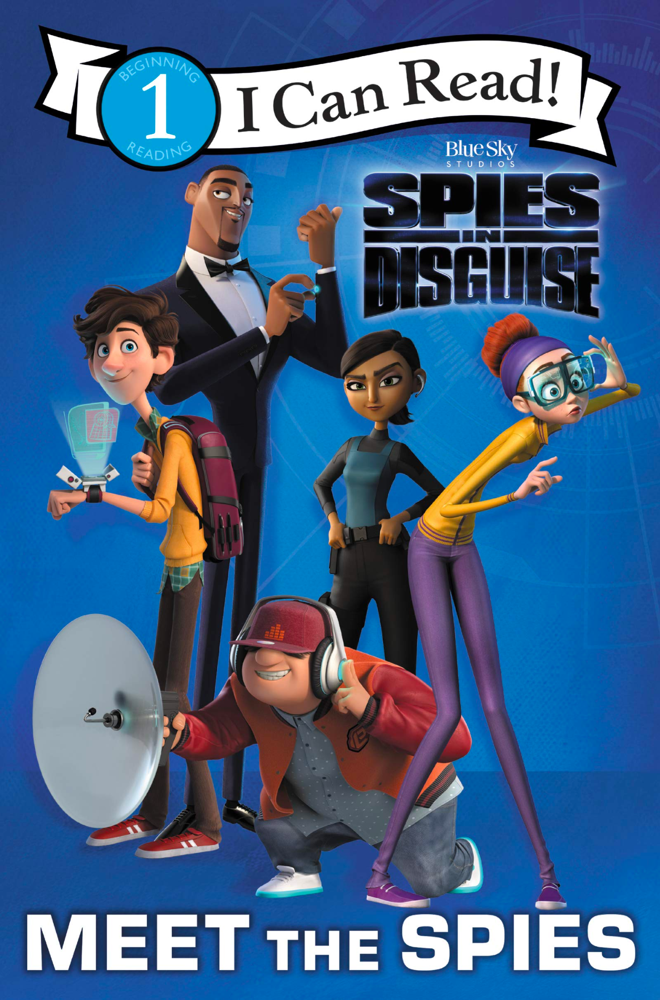 BEGINNING
1
READING
I Can Read!
Blue Sky
STUDIOS
SPIES
IN
DISGUISE
MEET THE SPIES